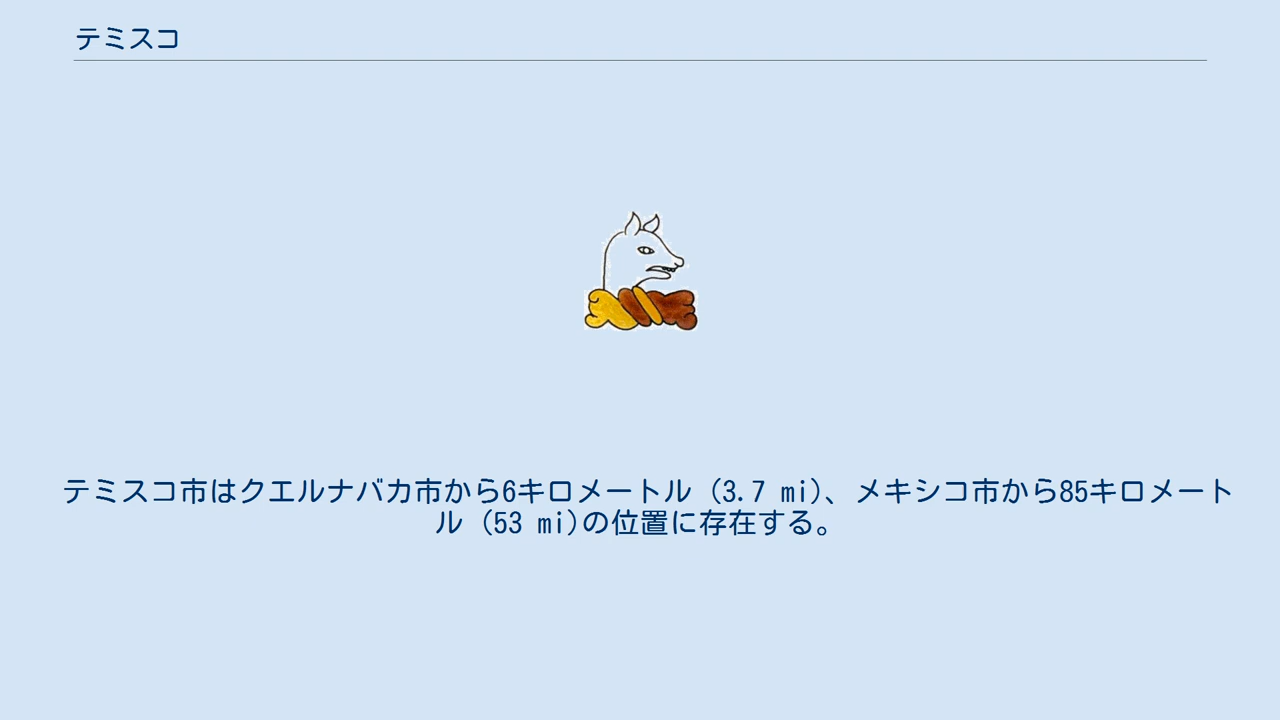 テミスコ
テミスコ市はクエルナバカ市から6キロメートル (3.7 mi)、メキシコ市から85キロメート
ル (53 mi)の位置に存在する。